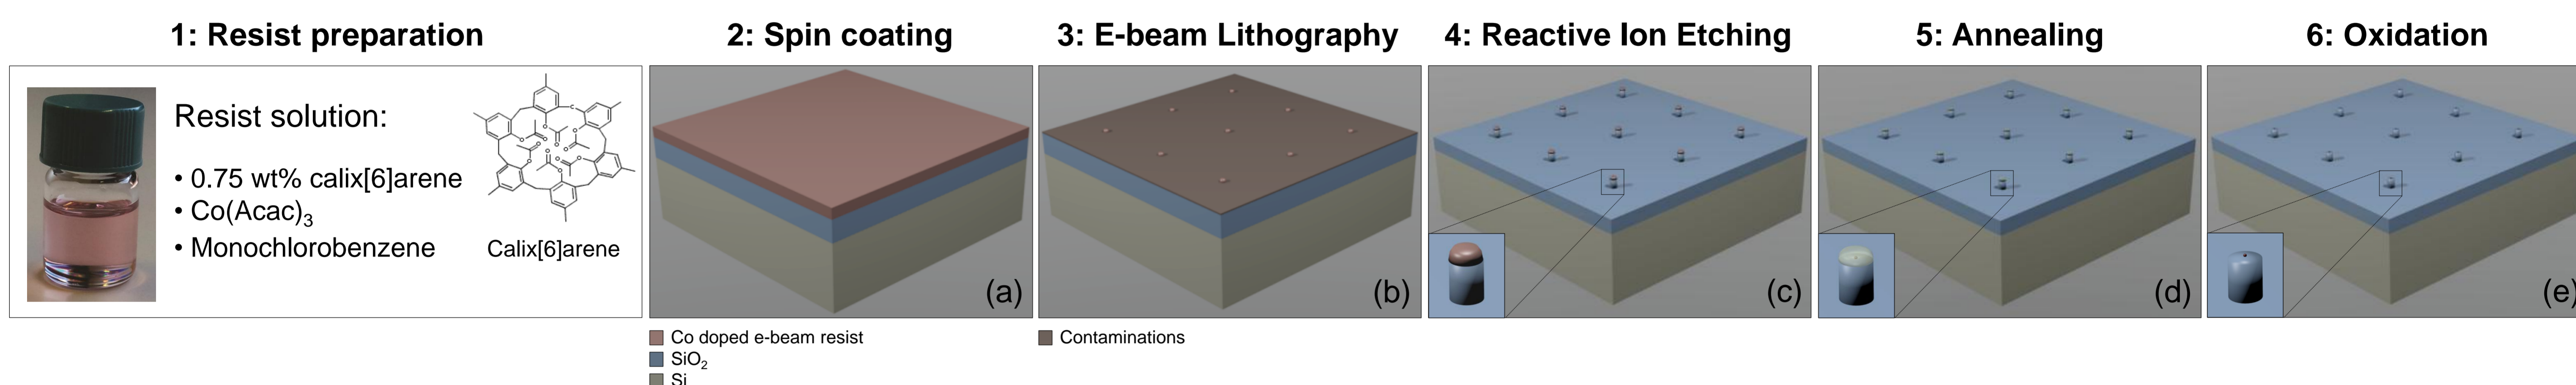 1: Resist preparation
Resist solution:
• 0.75 wt% calix[6]arene
• Co(Acac)3
• Monochlorobenzene
Calix[6]arene
2: Spin coating
(a)
Co doped e-beam resist
SiO2
Si
3: E-beam Lithography
(b)
Contaminations
4: Reactive Ion Etching
(c)
5: Annealing
(d)
6: Oxidation
(e)